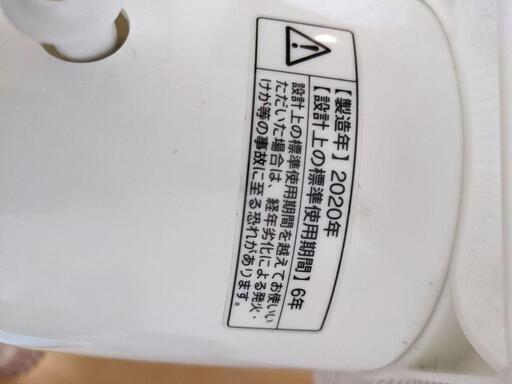 【製造年】2020年
【設計上の標準使用期間】6年
設計上の標準使用期間を越えてお使いい
ただいた場合は、経年劣化による発火・
けが等の事故に至る恐れがあります。